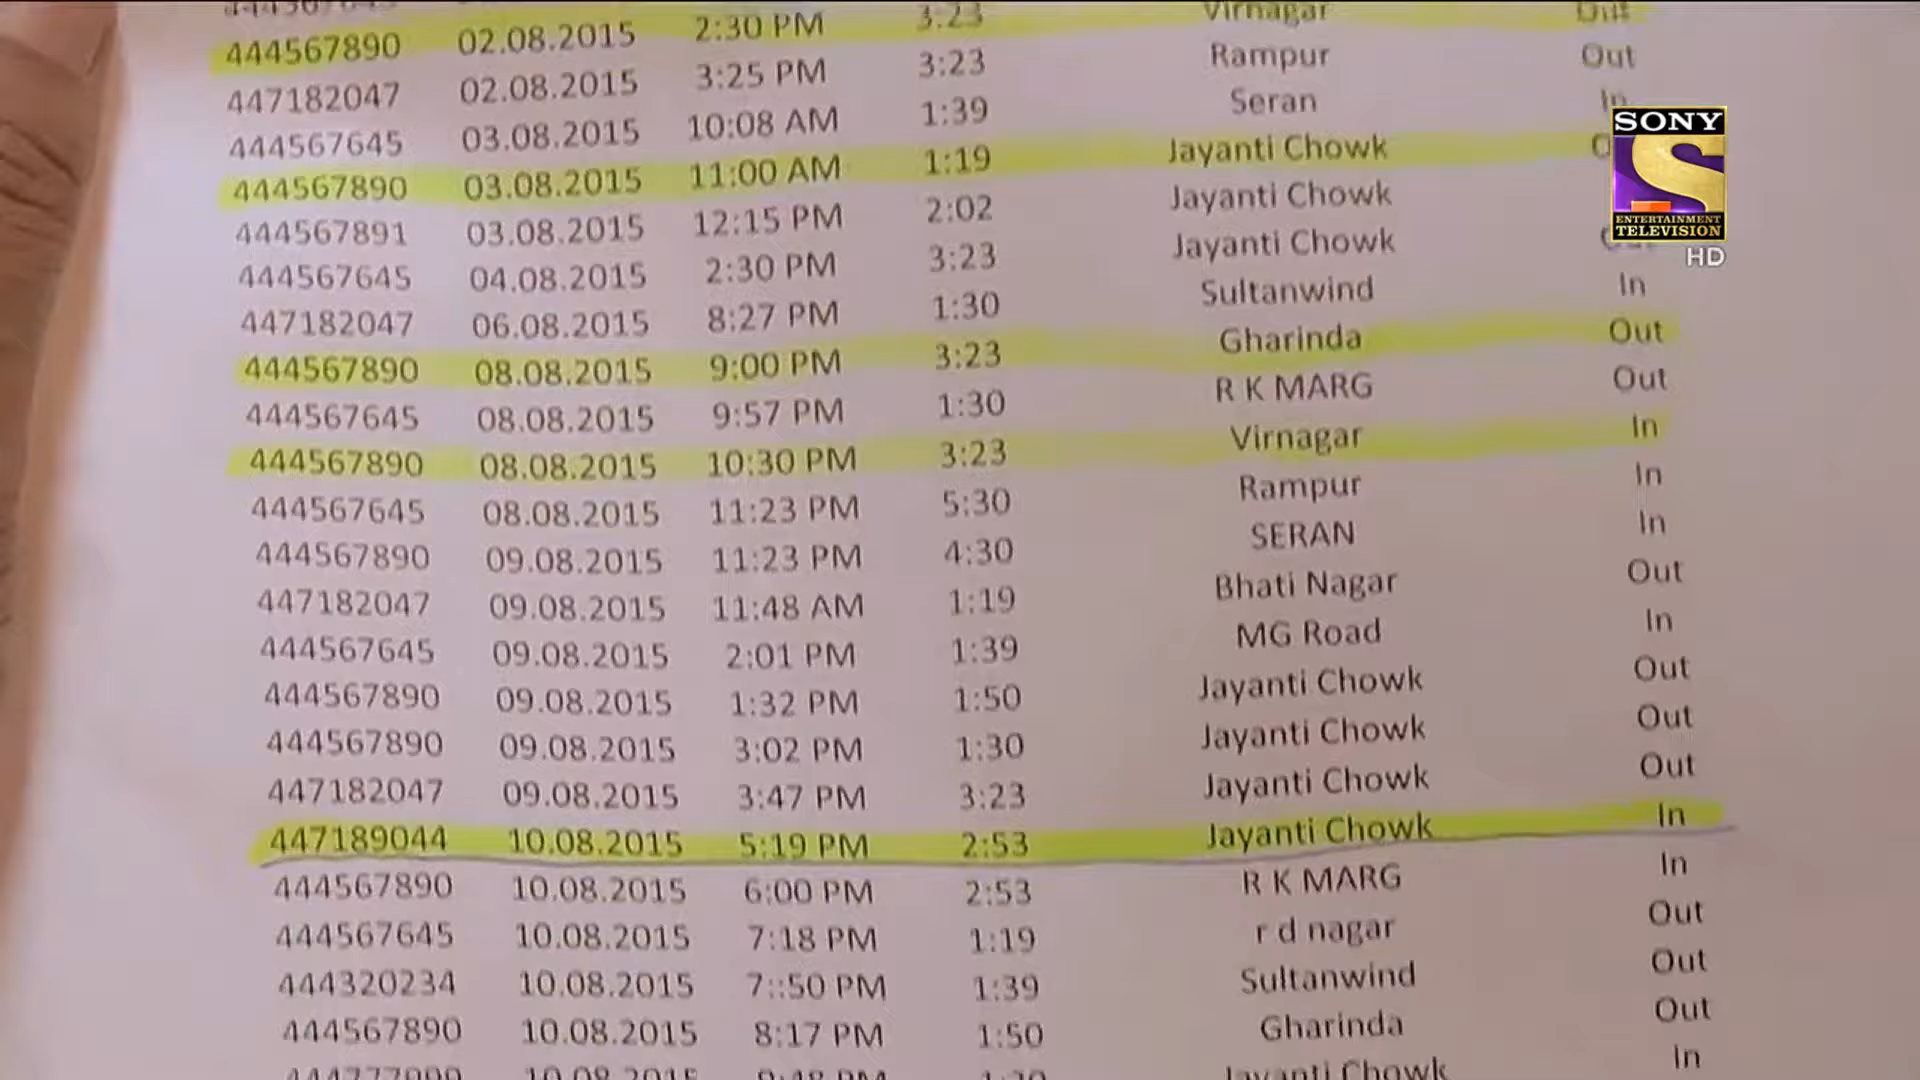 444567890 02.08.2015 2:30 PM 3:23 Virnagar Out
447182047 02.08.2015 3:25 PM 3:23 Rampur Out
444567645 03.08.2015 10:08 AM 1:39 Seran In
444567890 03.08.2015 11:00 AM 1:19 Jayanti Chowk
444567891 03.08.2015 12:15 PM 2:02 Jayanti Chowk
444567645 04.08.2015 2:30 PM 3:23 Jayanti Chowk
447182047 06.08.2015 8:27 PM 1:30 Sultanwind In
444567890 08.08.2015 9:00 PM 3:23 Gharinda Out
444567645 08.08.2015 9:57 PM 1:30 R K MARG Out
444567890 08.08.2015 10:30 PM 3:23 Virnagar In
444567645 08.08.2015 11:23 PM 5:30 Rampur In
444567890 09.08.2015 11:23 PM 4:30 SERAN In
447182047 09.08.2015 11:48 AM 1:19 Bhati Nagar Out
444567645 09.08.2015 2:01 PM 1:39 MG Road In
444567890 09.08.2015 1:32 PM 1:50 Jayanti Chowk Out
444567890 09.08.2015 3:02 PM 1:30 Jayanti Chowk Out
447182047 09.08.2015 3:47 PM 3:23 Jayanti Chowk Out
447189044 10.08.2015 5:19 PM 2:53 Jayanti Chowk In
444567890 10.08.2015 6:00 PM 2:53 R K MARG In
444567645 10.08.2015 7:18 PM 1:19 r d nagar Out
444320234 10.08.2015 7::50 PM 1:39 Sultanwind Out
444567890 10.08.2015 8:17 PM 1:50 Gharinda Out
10.08.2015 Jayanti Chowk In
SONY
ENTERTAINMENT
TELEVISION
HD